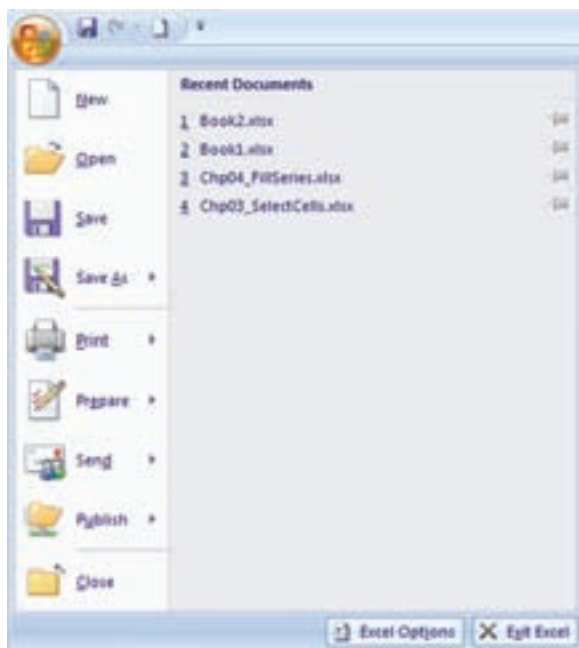 New
Open
Save
Save As
Print
Prepare
Send
Publish
Close
Recent Documents
1 Book2.xlsx
2 Book1.xlsx
3 Chp04_FillSeries.xlsx
4 Chp03_SelectCells.xlsx
Excel Options
Exit Excel